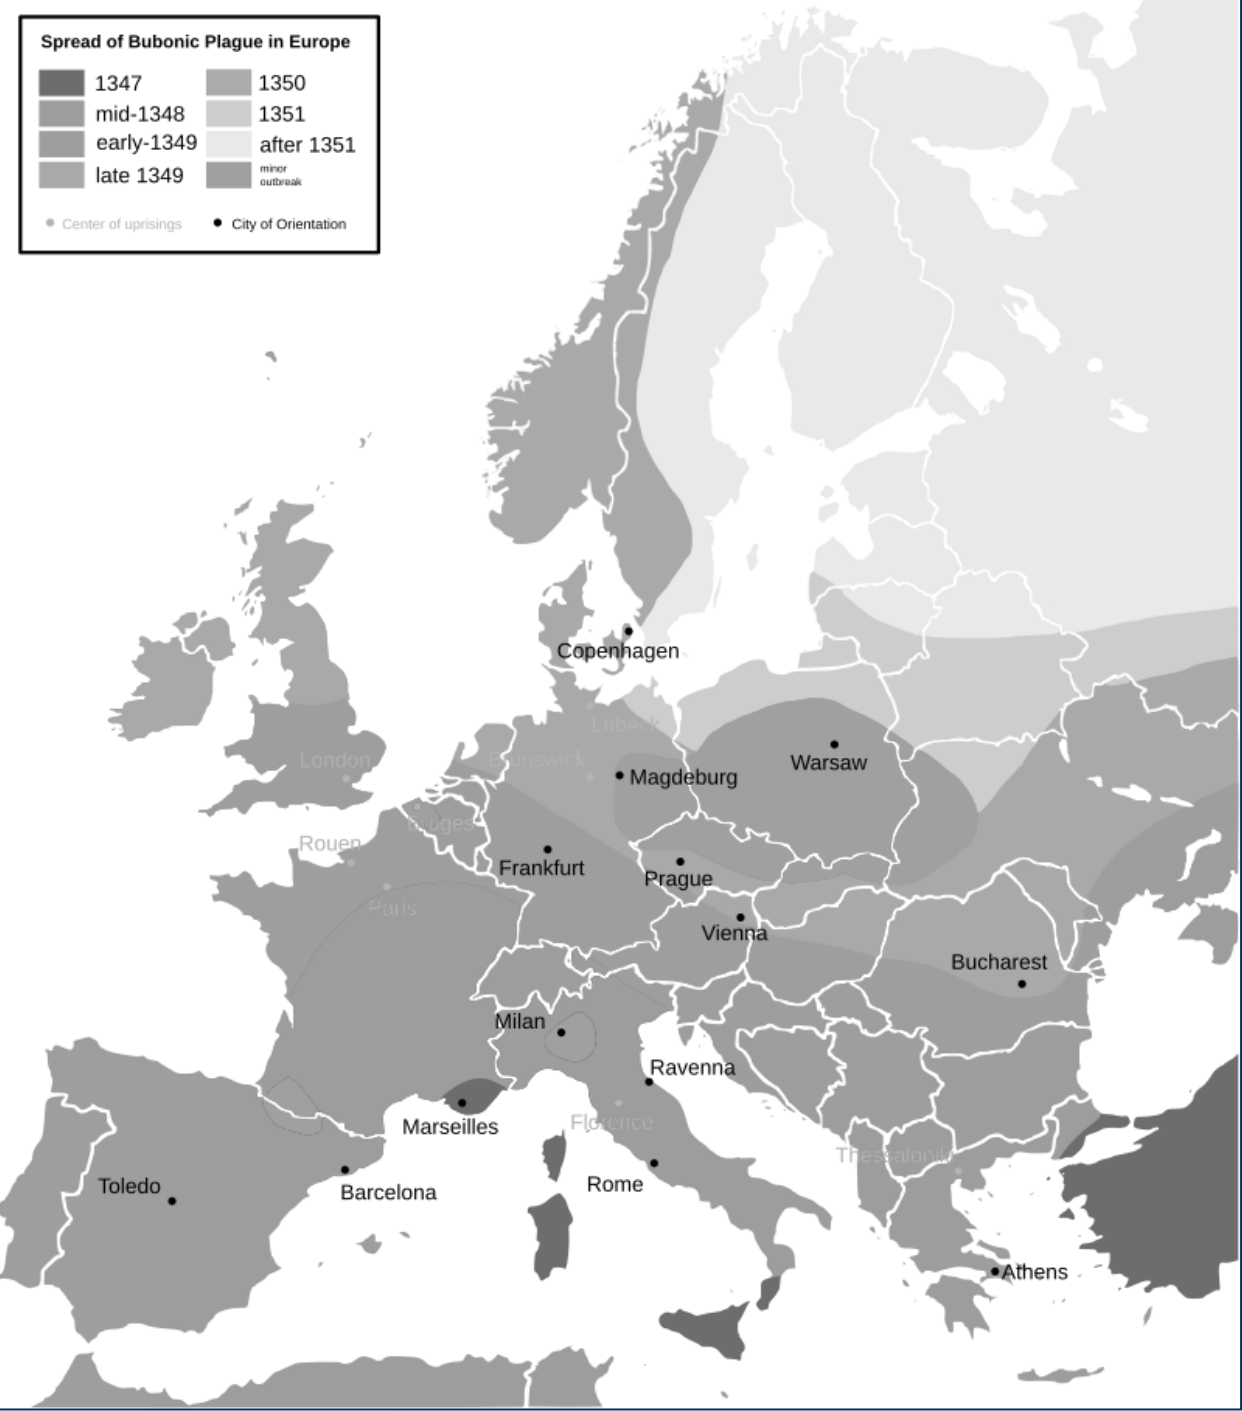 Spread of Bubonic Plague in Europe
1347
1350
mid-1348
1351
early-1349
after 1351
late 1349
minor
outbreak
Center of uprisings
City of Orientation
Copenhagen
Lubeck
Warsaw
London
Brunswick
Magdeburg
Bruges
Rouen
Frankfurt
Prague
Paris
Vienna
Bucharest
Milan
Ravenna
Marseilles
Florence
Thessaloniki
Toledo
Barcelona
Rome
Athens